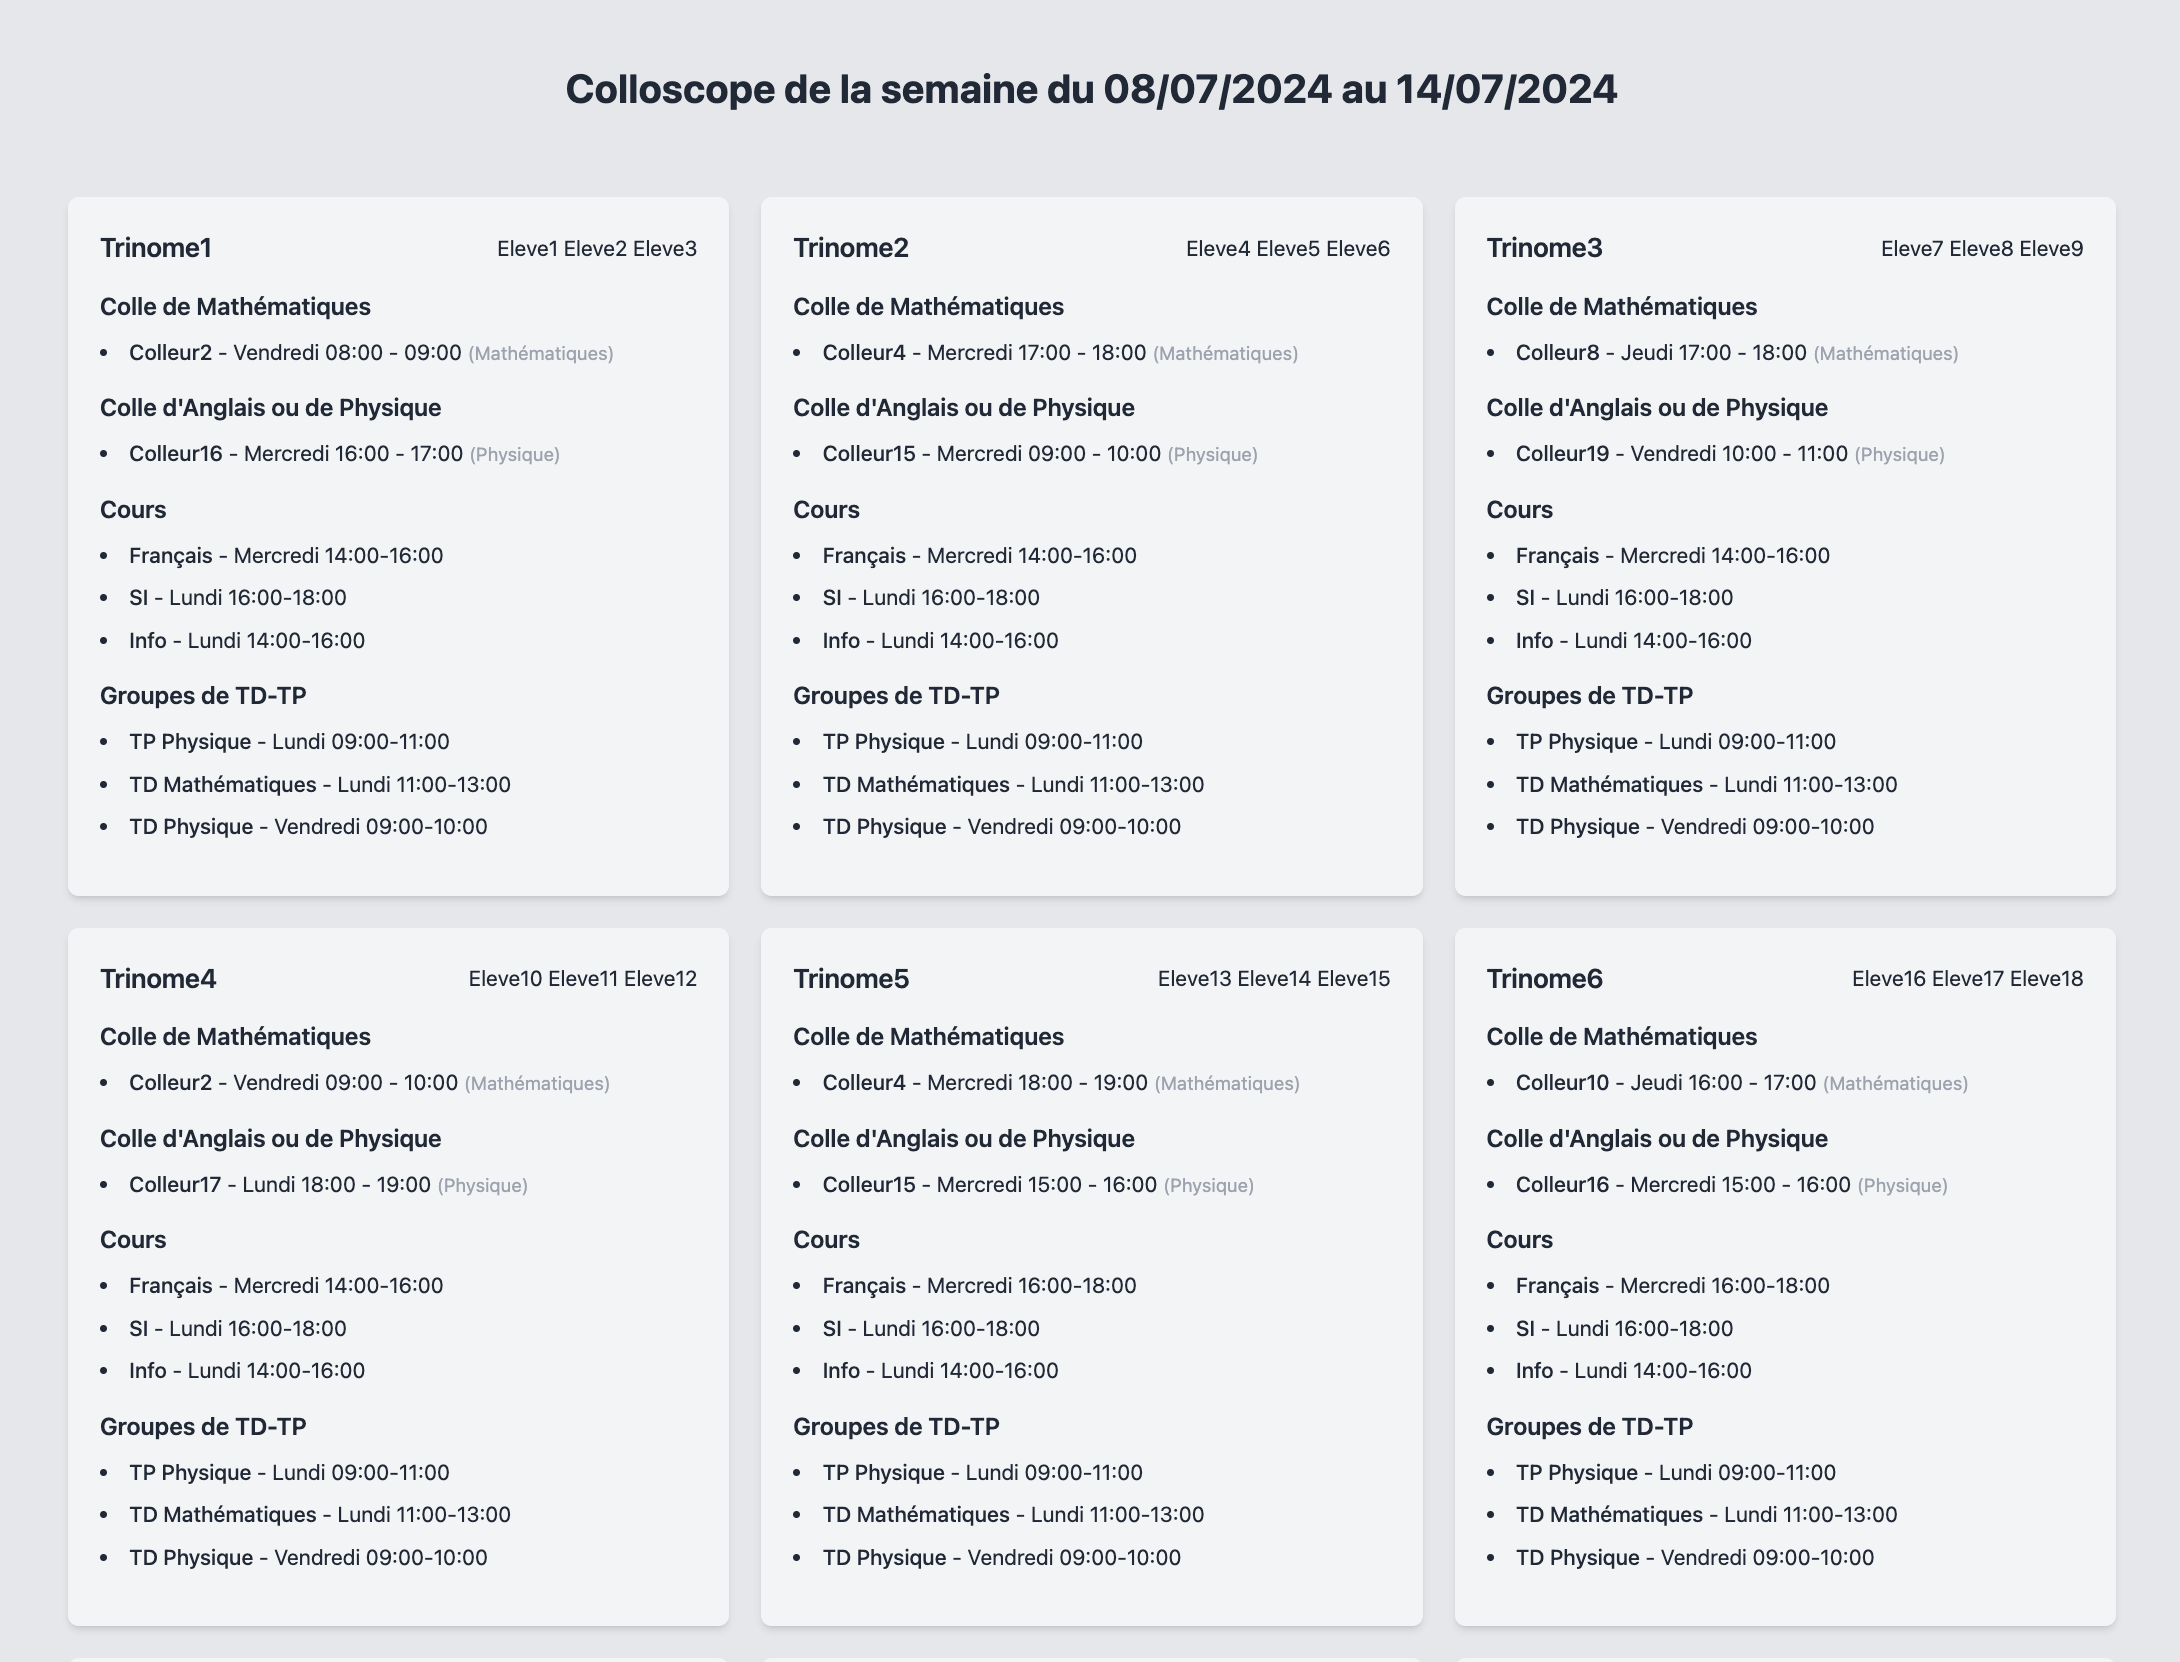 Colloscope de la semaine du 08/07/2024 au 14/07/2024
Trinome1 Eleve1 Eleve2 Eleve3
Colle de Mathématiques
• Colleur2 - Vendredi 08:00 - 09:00 (Mathématiques)
Colle d'Anglais ou de Physique
• Colleur16 - Mercredi 16:00 - 17:00 (Physique)
Cours
• Français - Mercredi 14:00-16:00
• SI - Lundi 16:00-18:00
• Info - Lundi 14:00-16:00
Groupes de TD-TP
• TP Physique - Lundi 09:00-11:00
• TD Mathématiques - Lundi 11:00-13:00
• TD Physique - Vendredi 09:00-10:00
Trinome2 Eleve4 Eleve5 Eleve6
Colle de Mathématiques
• Colleur4 - Mercredi 17:00 - 18:00 (Mathématiques)
Colle d'Anglais ou de Physique
• Colleur15 - Mercredi 09:00 - 10:00 (Physique)
Cours
• Français - Mercredi 14:00-16:00
• SI - Lundi 16:00-18:00
• Info - Lundi 14:00-16:00
Groupes de TD-TP
• TP Physique - Lundi 09:00-11:00
• TD Mathématiques - Lundi 11:00-13:00
• TD Physique - Vendredi 09:00-10:00
Trinome3 Eleve7 Eleve8 Eleve9
Colle de Mathématiques
• Colleur8 - Jeudi 17:00 - 18:00 (Mathématiques)
Colle d'Anglais ou de Physique
• Colleur19 - Vendredi 10:00 - 11:00 (Physique)
Cours
• Français - Mercredi 14:00-16:00
• SI - Lundi 16:00-18:00
• Info - Lundi 14:00-16:00
Groupes de TD-TP
• TP Physique - Lundi 09:00-11:00
• TD Mathématiques - Lundi 11:00-13:00
• TD Physique - Vendredi 09:00-10:00
Trinome4 Eleve10 Eleve11 Eleve12
Colle de Mathématiques
• Colleur2 - Vendredi 09:00 - 10:00 (Mathématiques)
Colle d'Anglais ou de Physique
• Colleur17 - Lundi 18:00 - 19:00 (Physique)
Cours
• Français - Mercredi 14:00-16:00
• SI - Lundi 16:00-18:00
• Info - Lundi 14:00-16:00
Groupes de TD-TP
• TP Physique - Lundi 09:00-11:00
• TD Mathématiques - Lundi 11:00-13:00
• TD Physique - Vendredi 09:00-10:00
Trinome5 Eleve13 Eleve14 Eleve15
Colle de Mathématiques
• Colleur4 - Mercredi 18:00 - 19:00 (Mathématiques)
Colle d'Anglais ou de Physique
• Colleur15 - Mercredi 15:00 - 16:00 (Physique)
Cours
• Français - Mercredi 16:00-18:00
• SI - Lundi 16:00-18:00
• Info - Lundi 14:00-16:00
Groupes de TD-TP
• TP Physique - Lundi 09:00-11:00
• TD Mathématiques - Lundi 11:00-13:00
• TD Physique - Vendredi 09:00-10:00
Trinome6 Eleve16 Eleve17 Eleve18
Colle de Mathématiques
• Colleur10 - Jeudi 16:00 - 17:00 (Mathématiques)
Colle d'Anglais ou de Physique
• Colleur16 - Mercredi 15:00 - 16:00 (Physique)
Cours
• Français - Mercredi 16:00-18:00
• SI - Lundi 16:00-18:00
• Info - Lundi 14:00-16:00
Groupes de TD-TP
• TP Physique - Lundi 09:00-11:00
• TD Mathématiques - Lundi 11:00-13:00
• TD Physique - Vendredi 09:00-10:00